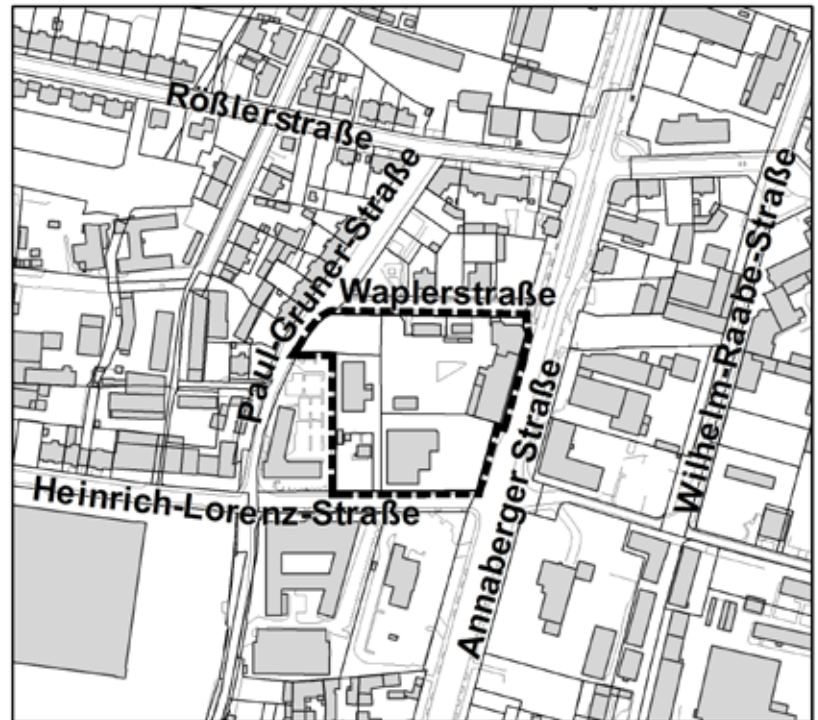 Rößlerstraße
Paul-Gruner-Straße
Waplerstraße
Wilhelm-Raabe-Straße
Annaberger Straße
Heinrich-Lorenz-Straße